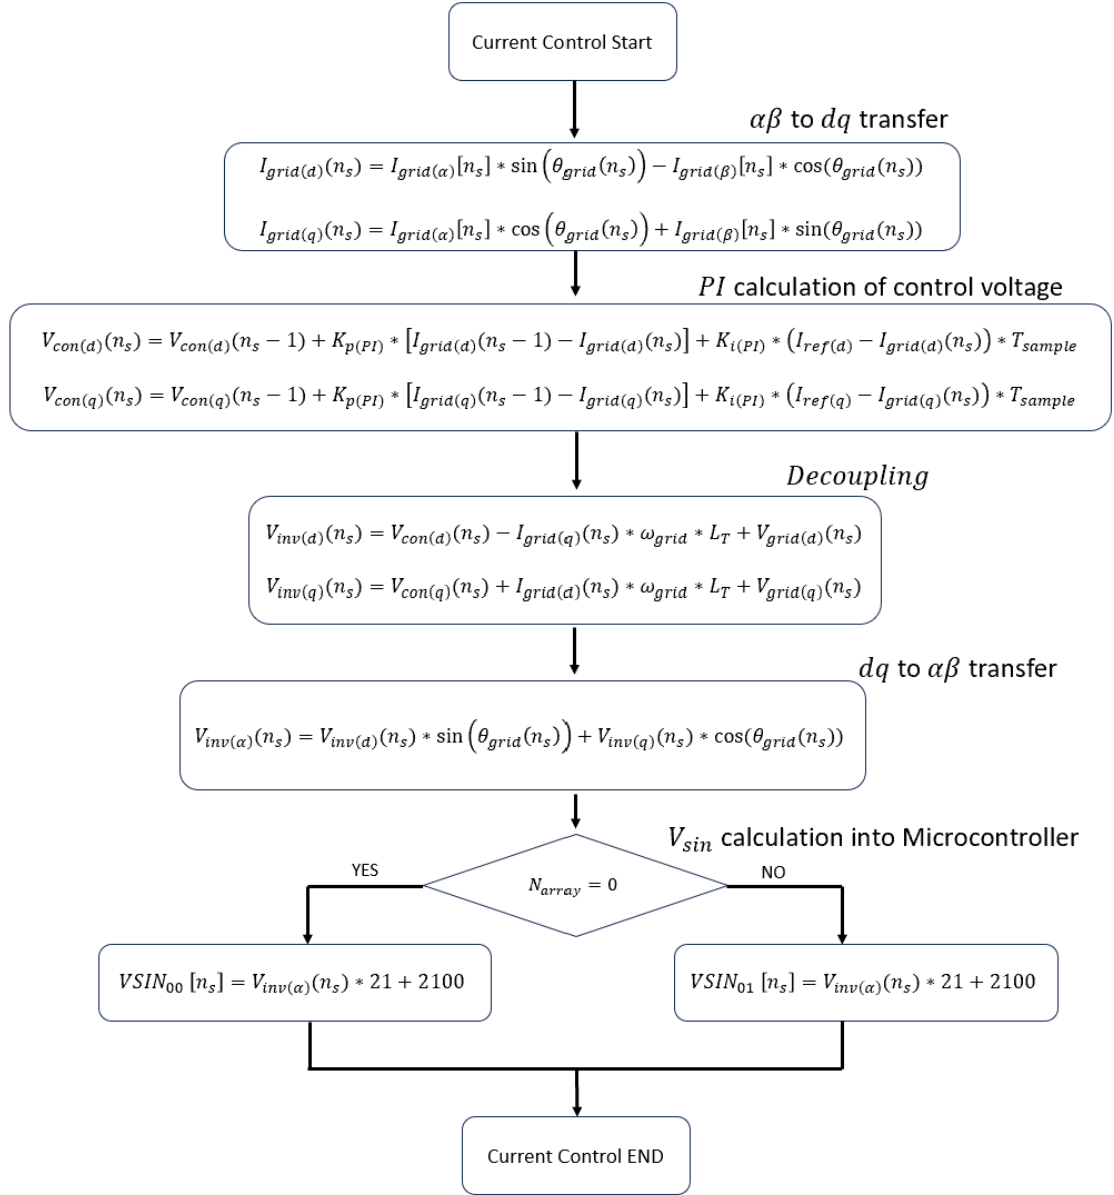 Current Control Start
αβ to dq transfer
I_grid(d)(n_s) = I_grid(α)[n_s] * sin(θ_grid(n_s)) − I_grid(β)[n_s] * cos(θ_grid(n_s))
I_grid(q)(n_s) = I_grid(α)[n_s] * cos(θ_grid(n_s)) + I_grid(β)[n_s] * sin(θ_grid(n_s))
PI calculation of control voltage
V_con(d)(n_s) = V_con(d)(n_s − 1) + K_p(PI) * [I_grid(d)(n_s − 1) − I_grid(d)(n_s)] + K_i(PI) * (I_ref(d) − I_grid(d)(n_s)) * T_sample
V_con(q)(n_s) = V_con(q)(n_s − 1) + K_p(PI) * [I_grid(q)(n_s − 1) − I_grid(q)(n_s)] + K_i(PI) * (I_ref(q) − I_grid(q)(n_s)) * T_sample
Decoupling
V_inv(d)(n_s) = V_con(d)(n_s) − I_grid(q)(n_s) * ω_grid * L_T + V_grid(d)(n_s)
V_inv(q)(n_s) = V_con(q)(n_s) + I_grid(d)(n_s) * ω_grid * L_T + V_grid(q)(n_s)
dq to αβ transfer
V_inv(α)(n_s) = V_inv(d)(n_s) * sin(θ_grid(n_s)) + V_inv(q)(n_s) * cos(θ_grid(n_s))
V_sin calculation into Microcontroller
YES
N_array = 0
NO
VSIN_00 [n_s] = V_inv(α)(n_s) * 21 + 2100
VSIN_01 [n_s] = V_inv(α)(n_s) * 21 + 2100
Current Control END